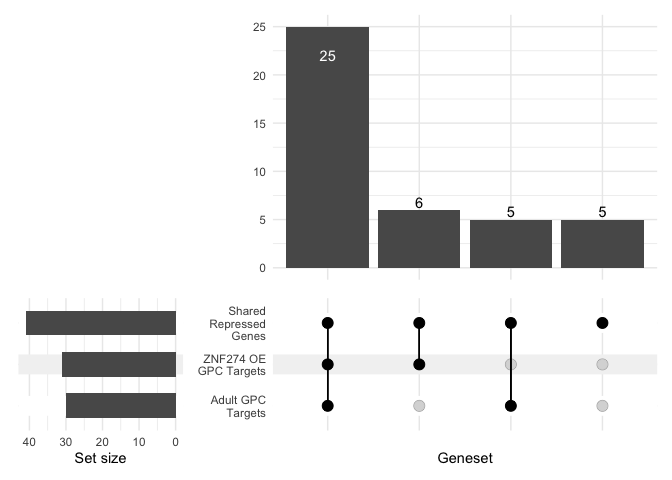 25
20
15
10
5
0
25
6
5
5
Shared
Repressed
Genes
ZNF274 OE
GPC Targets
Adult GPC
Targets
40 30 20 10 0
Set size
Geneset